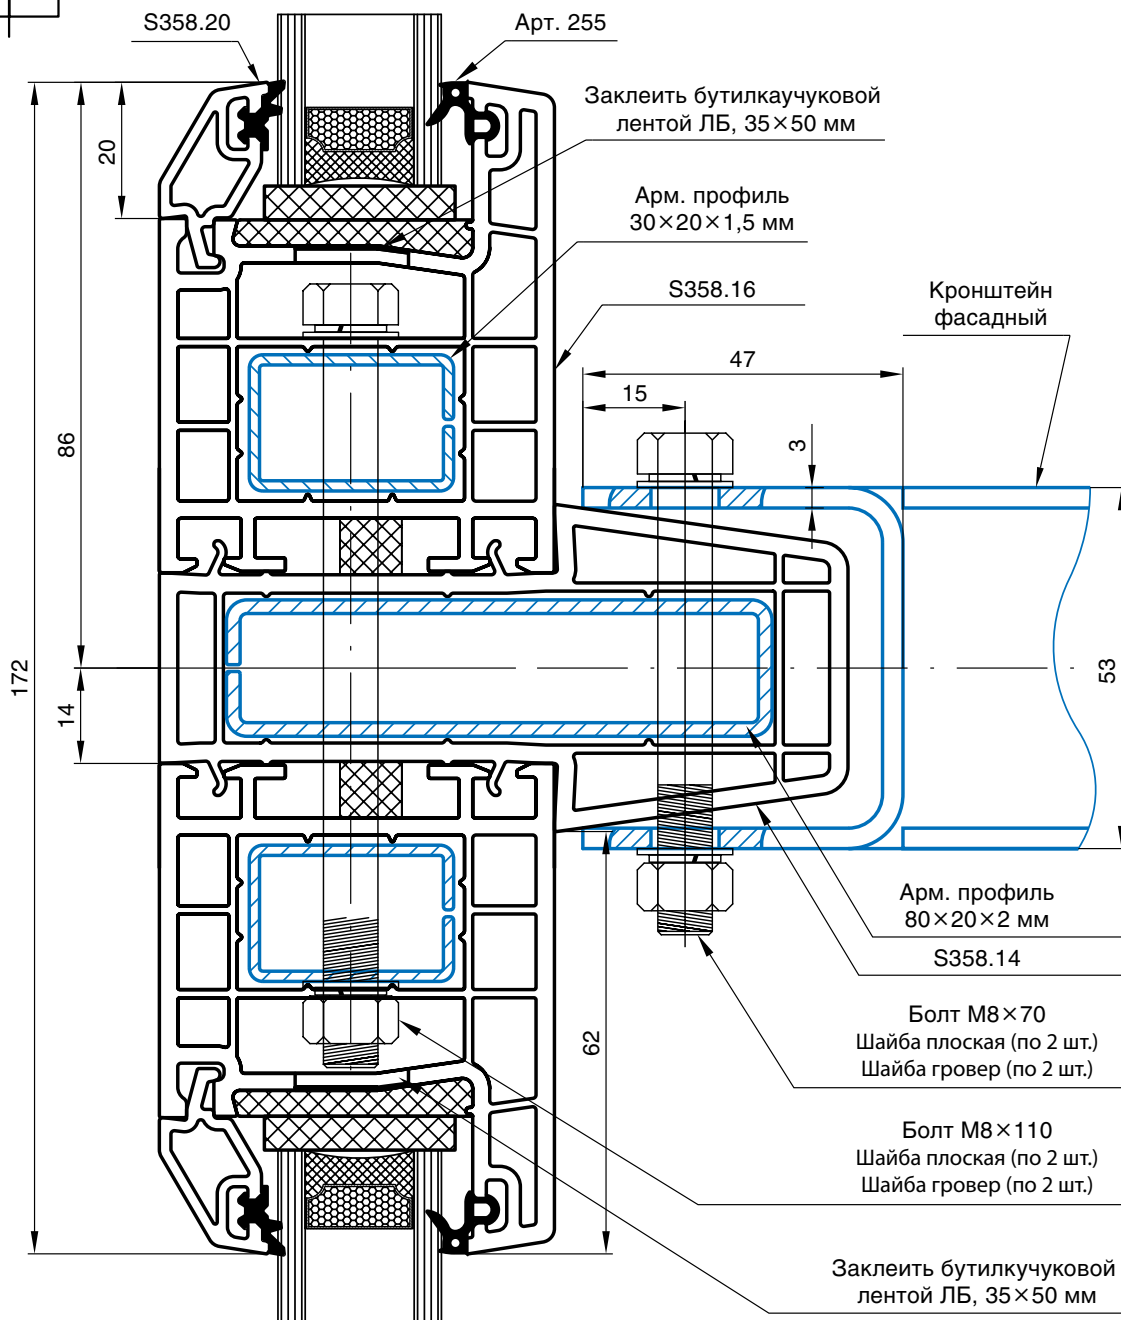 S358.20
Арт. 255
Заклеить бутилкаучуковой
лентой ЛБ, 35×50 мм
20
Арм. профиль
30×20×1,5 мм
S358.16
Кронштейн
фасадный
47
15
3
86
172
14
53
Арм. профиль
80×20×2 мм
S358.14
62
Болт М8×70
Шайба плоская (по 2 шт.)
Шайба гровер (по 2 шт.)
Болт М8×110
Шайба плоская (по 2 шт.)
Шайба гровер (по 2 шт.)
Заклеить бутилкучуковой
лентой ЛБ, 35×50 мм